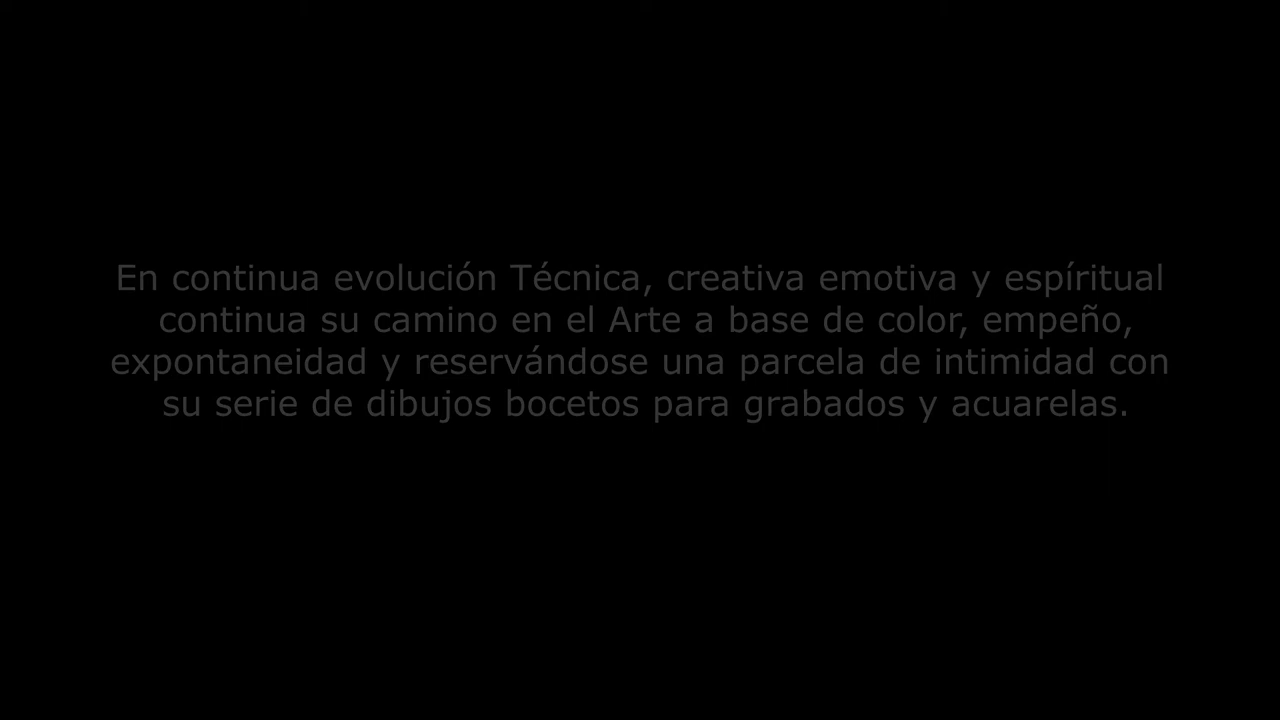 En continua evolución Técnica, creativa emotiva y espíritual
continua su camino en el Arte a base de color, empeño,
expontaneidad y reservándose una parcela de intimidad con
su serie de dibujos bocetos para grabados y acuarelas.